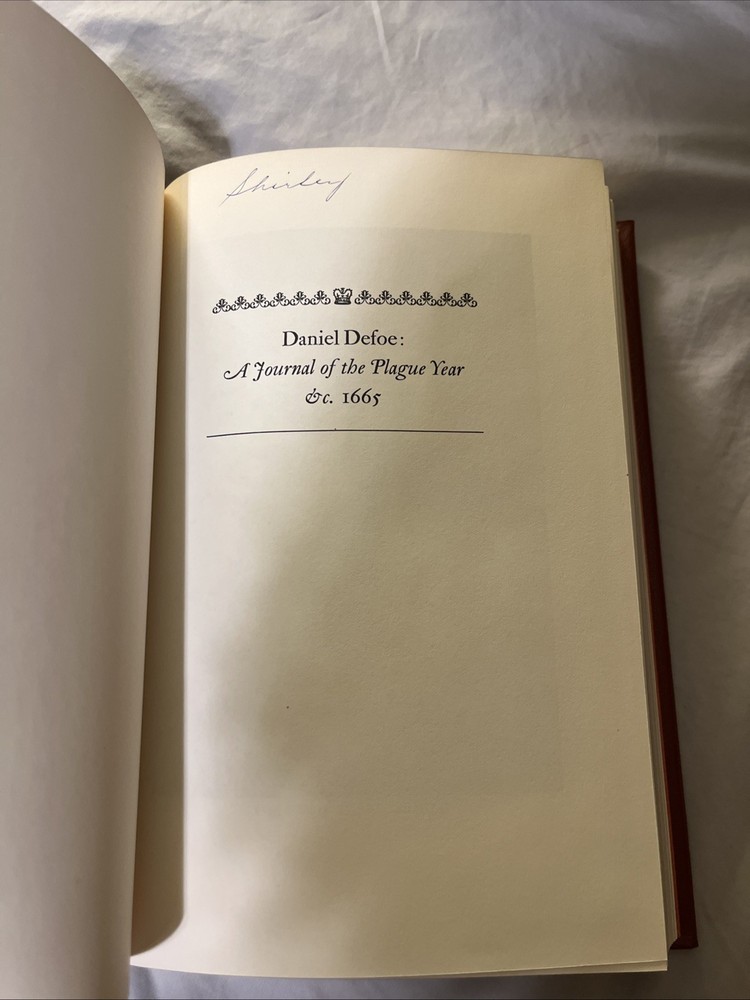 Shirley
Daniel Defoe:
A Journal of the Plague Year
&c. 1665